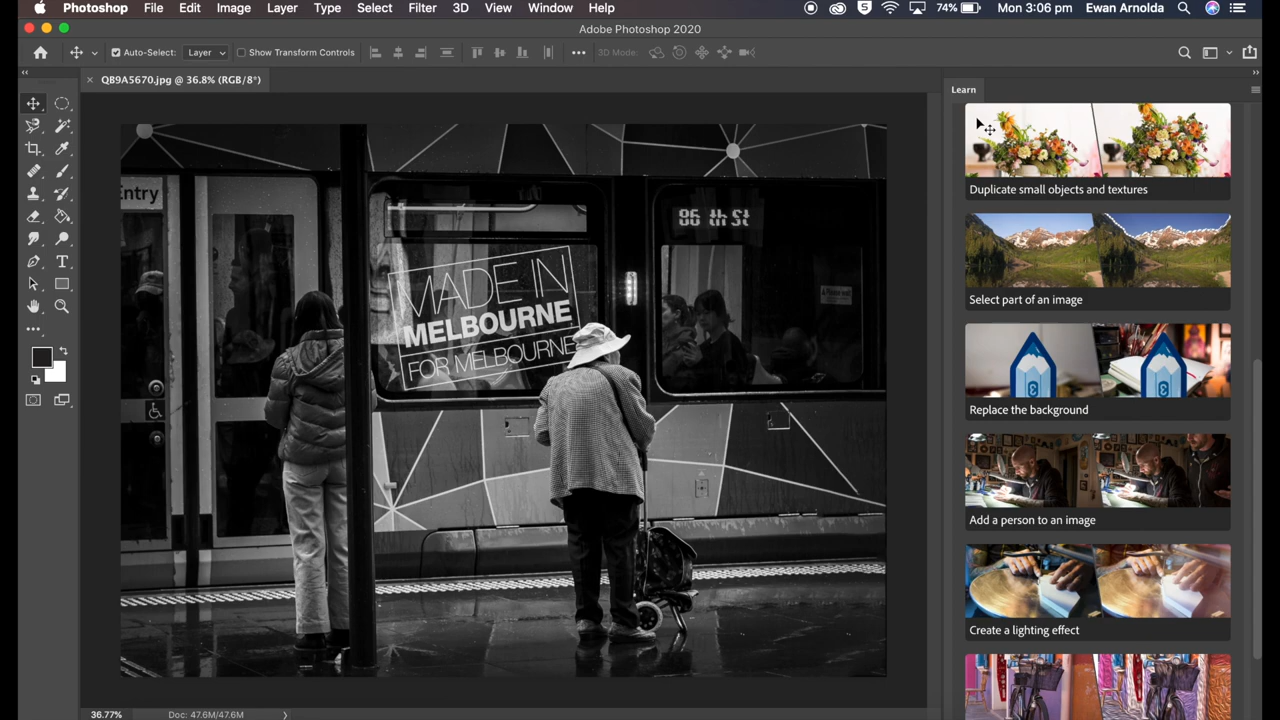 Photoshop File Edit Image Layer Type Select Filter 3D View Window Help 5 74% Mon 3:06 pm Ewan Arnolda
Adobe Photoshop 2020
Auto-Select: Layer Show Transform Controls 3D Mode:
× QB9A5670.jpg @ 36.8% (RGB/8*)
Learn
Entry
86 th St
MADE IN
MELBOURNE
FOR MELBOURNE
Duplicate small objects and textures
Select part of an image
Replace the background
Add a person to an image
Create a lighting effect
36.77% Doc: 47.6M/47.6M